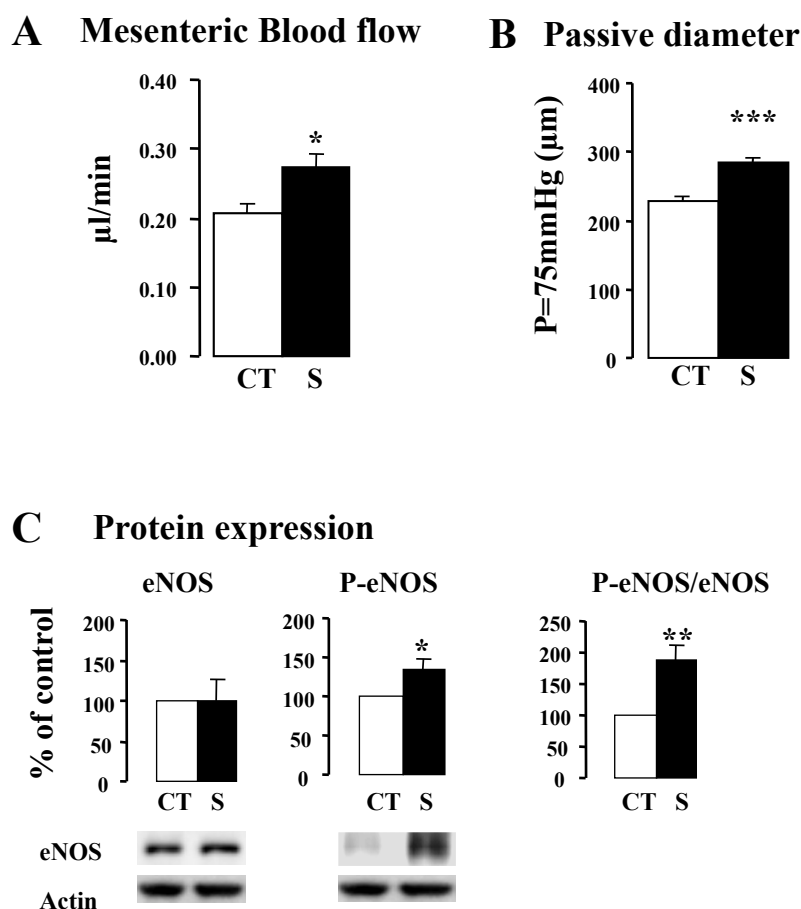 A Mesenteric Blood flow
µl/min
0.40
0.30
0.20
0.10
0.00
*
CT S
B Passive diameter
P=75mmHg (µm)
400
300
200
100
0
***
CT S
C Protein expression
eNOS
% of control
200
150
100
50
0
CT S
P-eNOS
200
150
100
50
0
*
CT S
P-eNOS/eNOS
250
200
150
100
50
0
**
CT S
eNOS
Actin